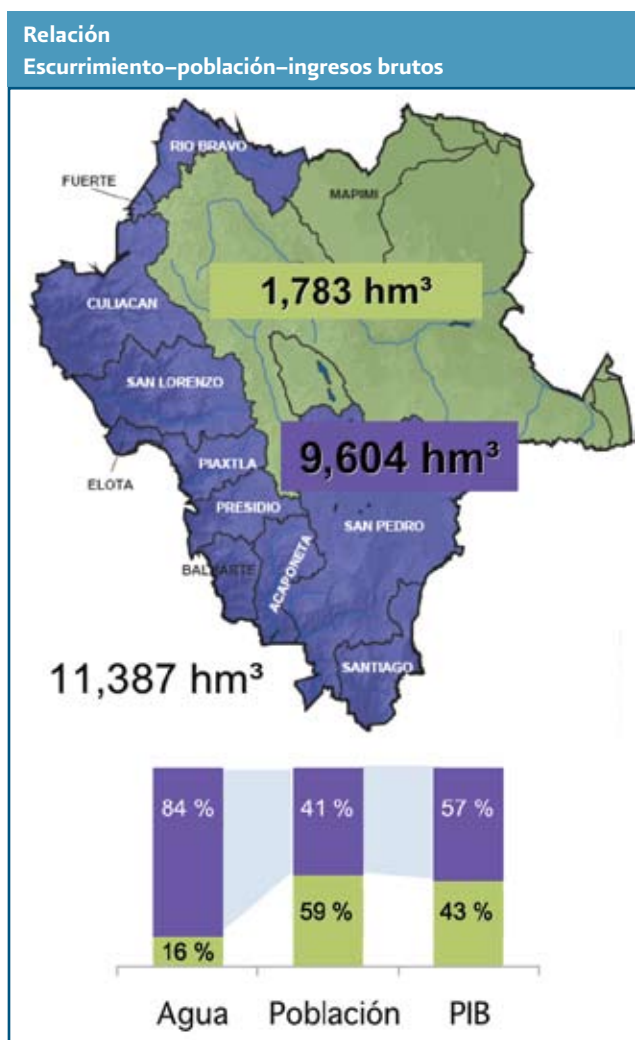 Relación
Escurrimiento–población–ingresos brutos
RIO BRAVO
FUERTE
MAPIMI
1,783 hm³
CULIACAN
SAN LORENZO
9,604 hm³
PIAXTLA
ELOTA
PRESIDIO
SAN PEDRO
BALUARTE
ACAPONETA
11,387 hm³
SANTIAGO
84 %
41 %
57 %
59 %
43 %
16 %
Agua
Población
PIB